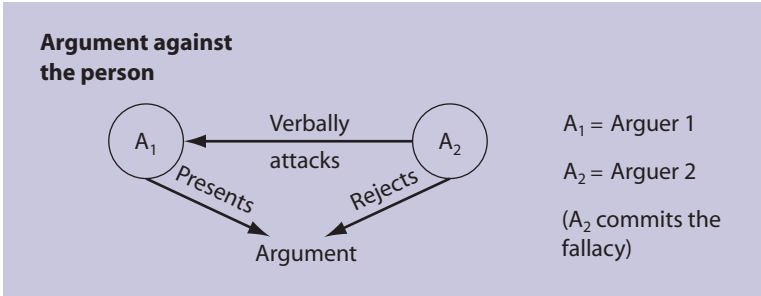 Argument against
the person
Verbally
attacks
A₁
A₂
Presents
Rejects
Argument
A₁ = Arguer 1
A₂ = Arguer 2
(A₂ commits the
fallacy)